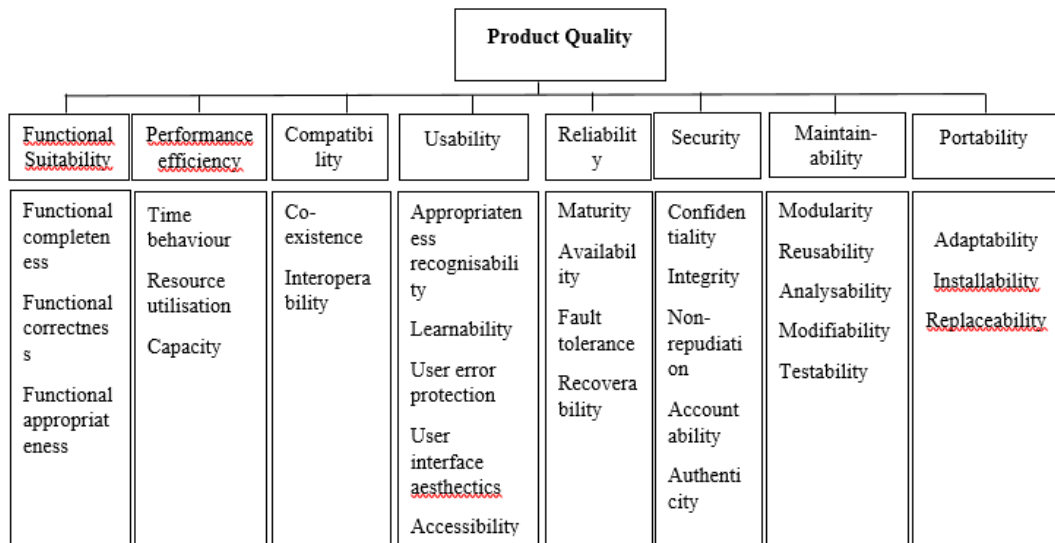 Product Quality
Functional
Suitability
Performance
efficiency
Compatibi
lity
Usability
Reliabilit
y
Security
Maintain-
ability
Portability
Functional
completen
ess
Functional
correctnes
s
Functional
appropriat
eness
Time
behaviour
Resource
utilisation
Capacity
Co-
existence
Interopera
bility
Appropriaten
ess
recognisabili
ty
Learnability
User error
protection
User
interface
aesthectics
Accessibility
Maturity
Availabil
ity
Fault
tolerance
Recovera
bility
Confiden
tiality
Integrity
Non-
repudiati
on
Account
ability
Authenti
city
Modularity
Reusability
Analysability
Modifiability
Testability
Adaptability
Installability
Replaceability